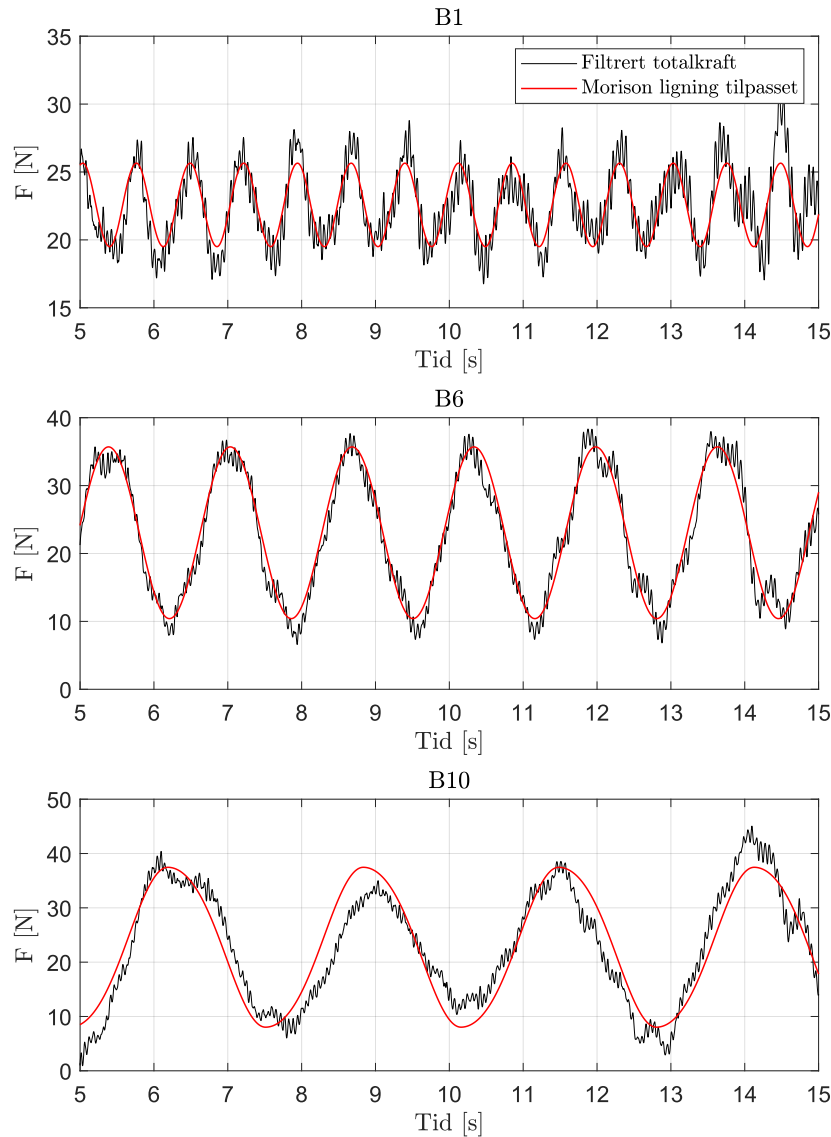 B1
35
30
25
20
15
F [N]
Filtrert totalkraft
Morison ligning tilpasset
5 6 7 8 9 10 11 12 13 14 15
Tid [s]
B6
40
30
20
10
0
F [N]
5 6 7 8 9 10 11 12 13 14 15
Tid [s]
B10
50
40
30
20
10
0
F [N]
5 6 7 8 9 10 11 12 13 14 15
Tid [s]